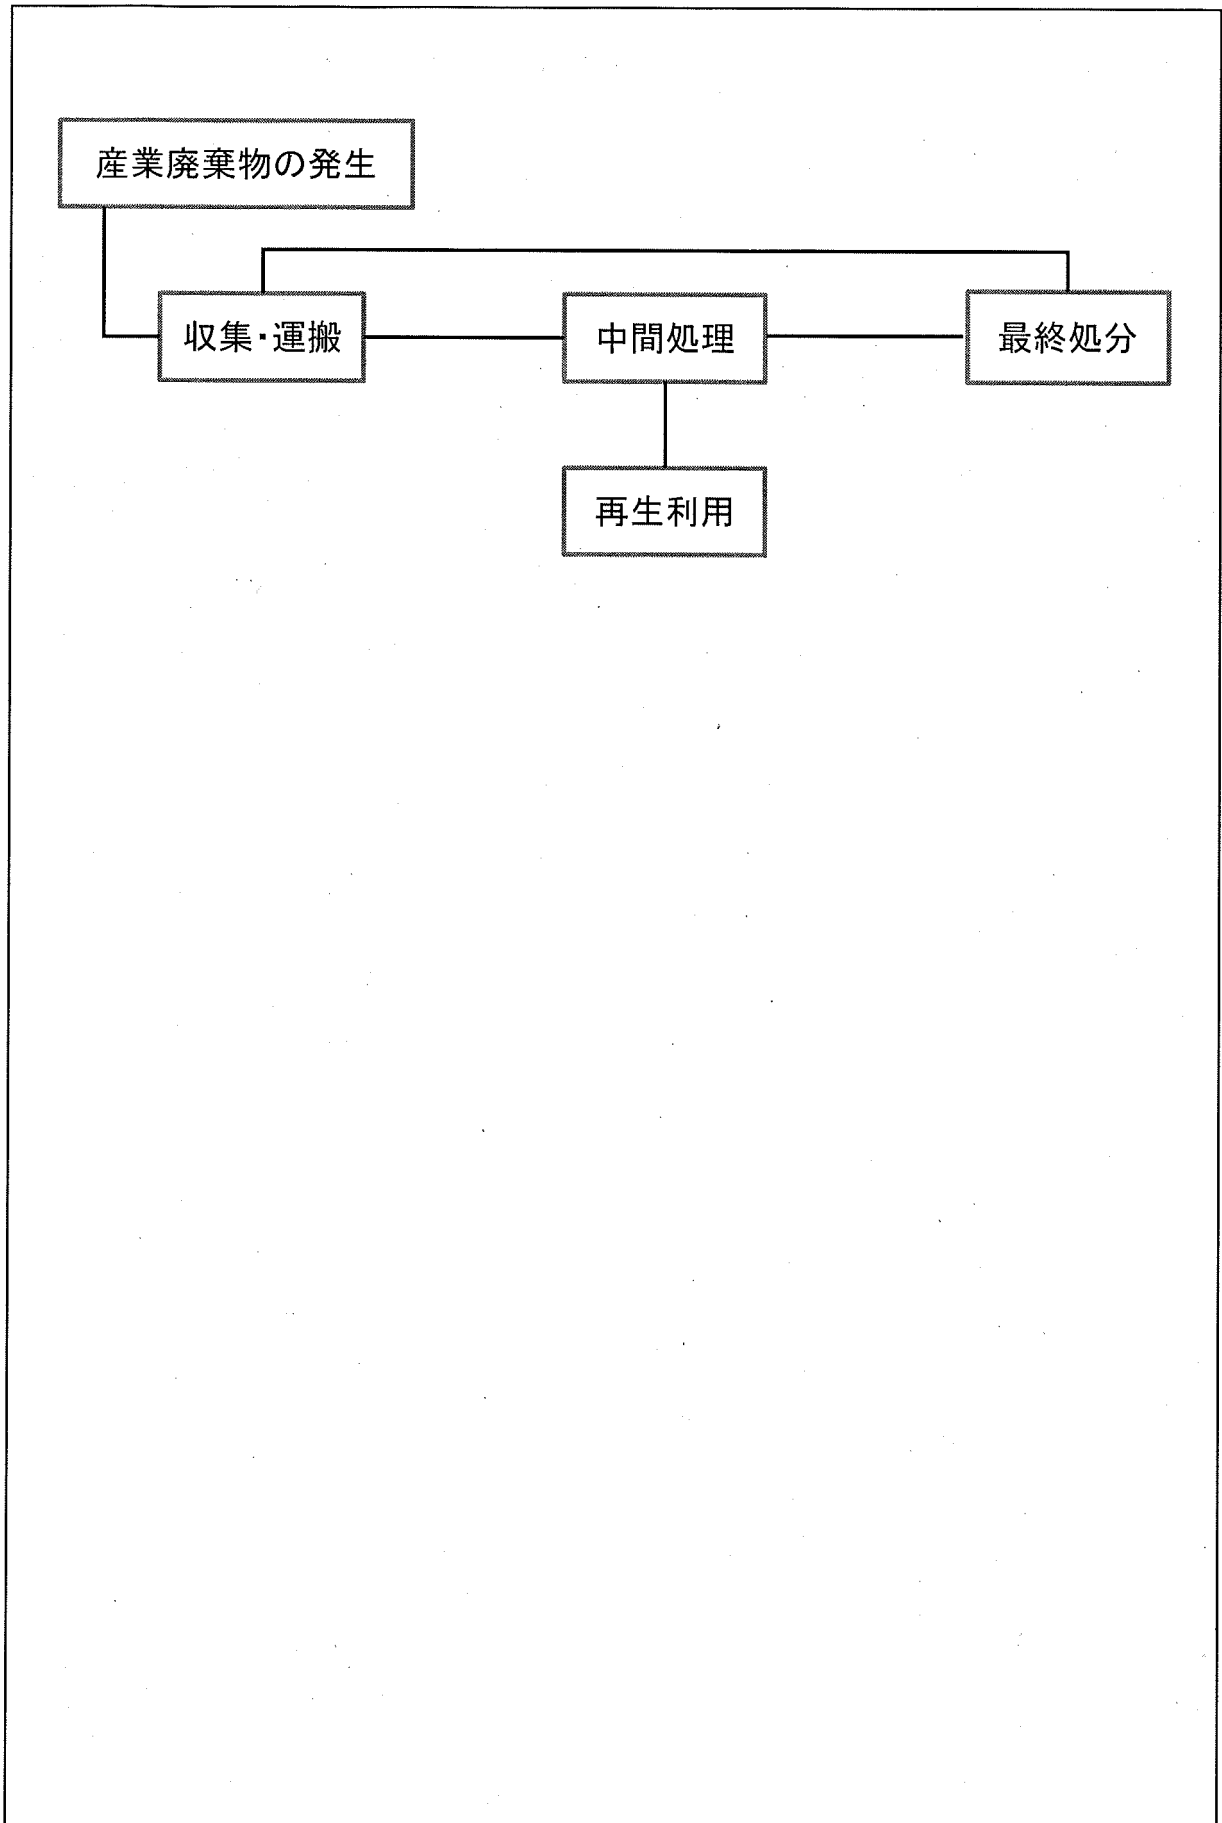 産業廃棄物の発生
収集・運搬
中間処理
最終処分
再生利用